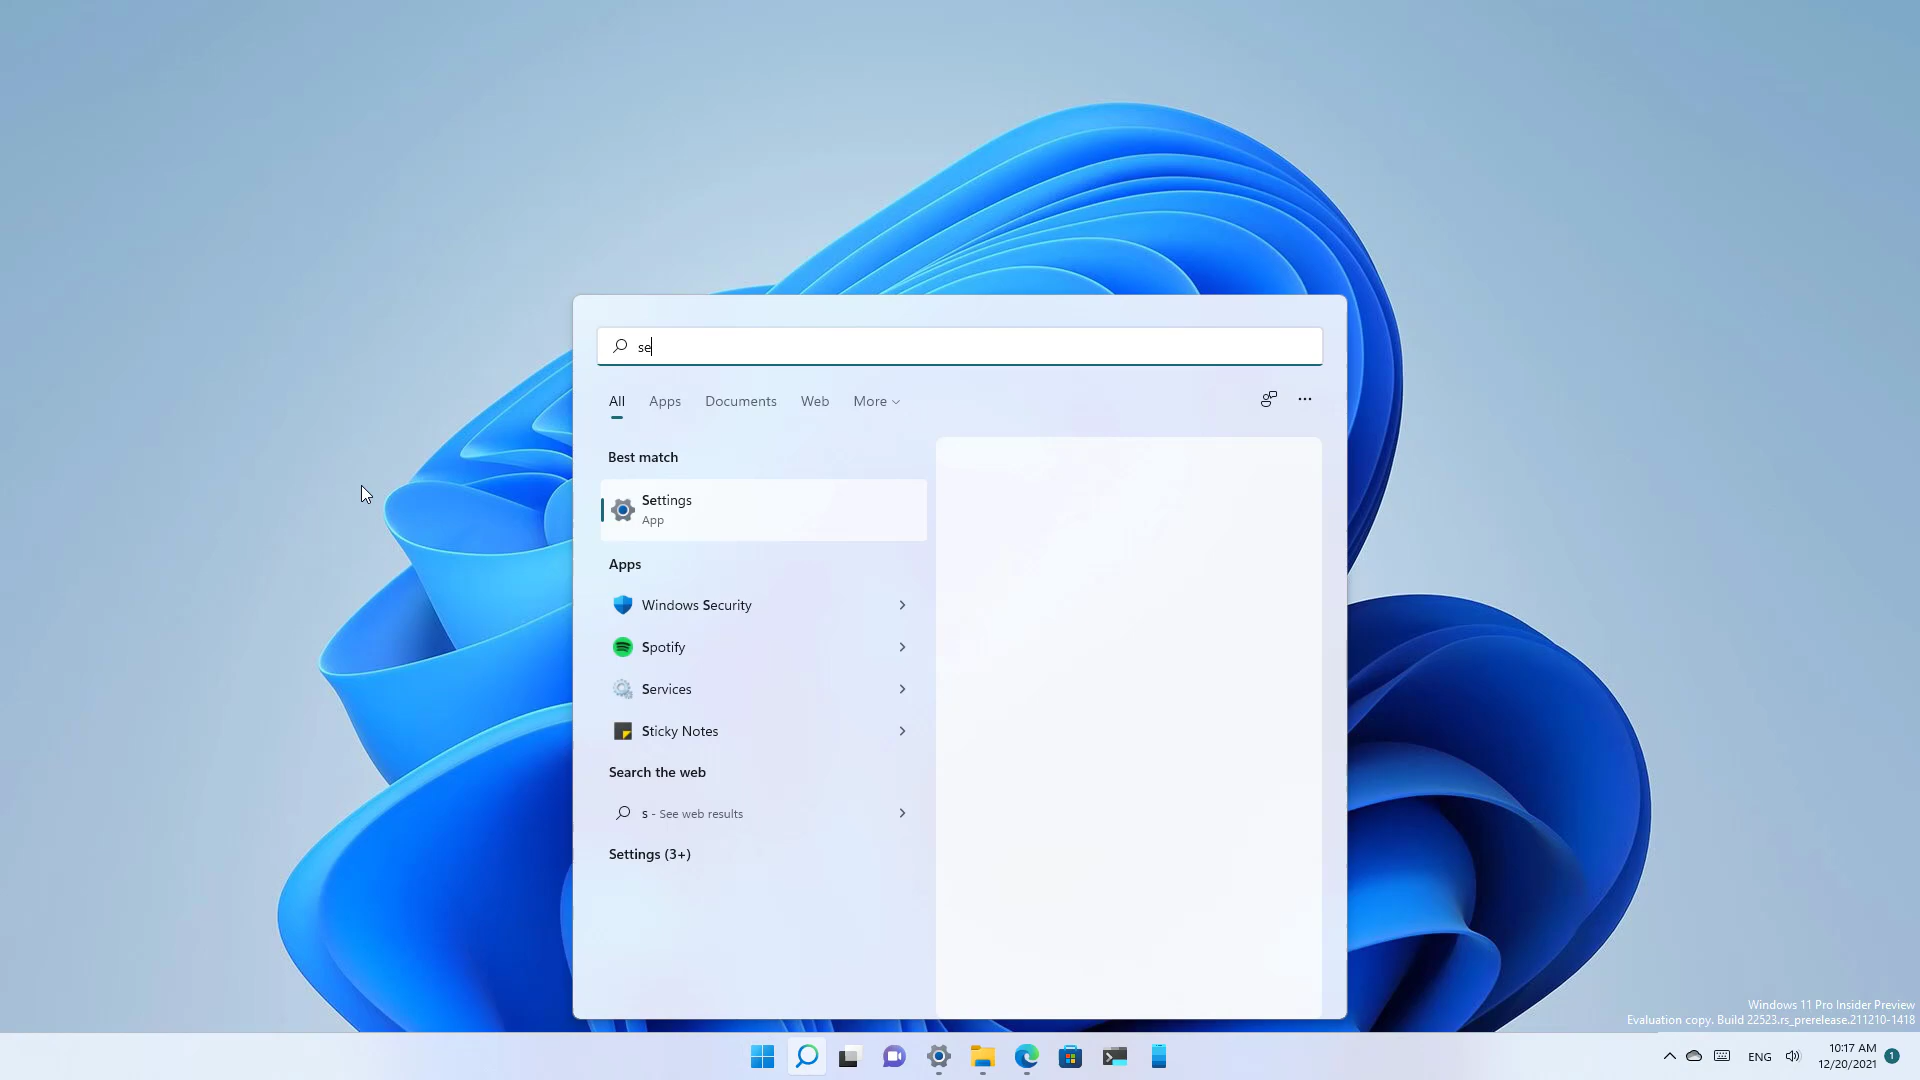 se
All Apps Documents Web More
Best match
Settings
App
Apps
Windows Security
Spotify
Services
Sticky Notes
Search the web
s - See web results
Settings (3+)
Windows 11 Pro Insider Preview
Evaluation copy. Build 22523.rs_prerelease.211210-1418
ENG
10:17 AM
12/20/2021
1